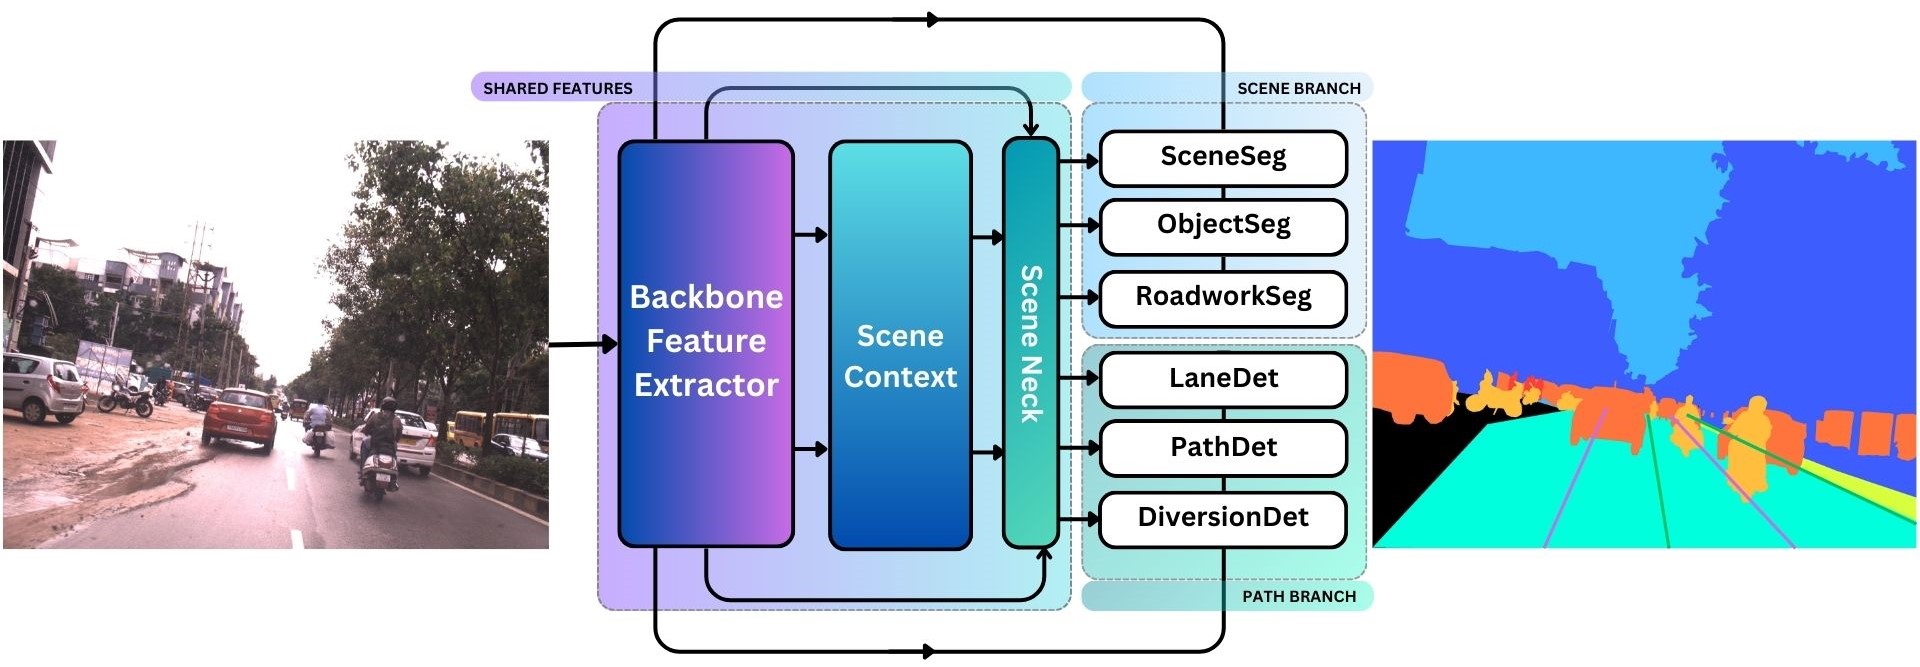 SHARED FEATURES
SCENE BRANCH
Backbone
Feature
Extractor
Scene
Context
Scene Neck
SceneSeg
ObjectSeg
RoadworkSeg
LaneDet
PathDet
DiversionDet
PATH BRANCH